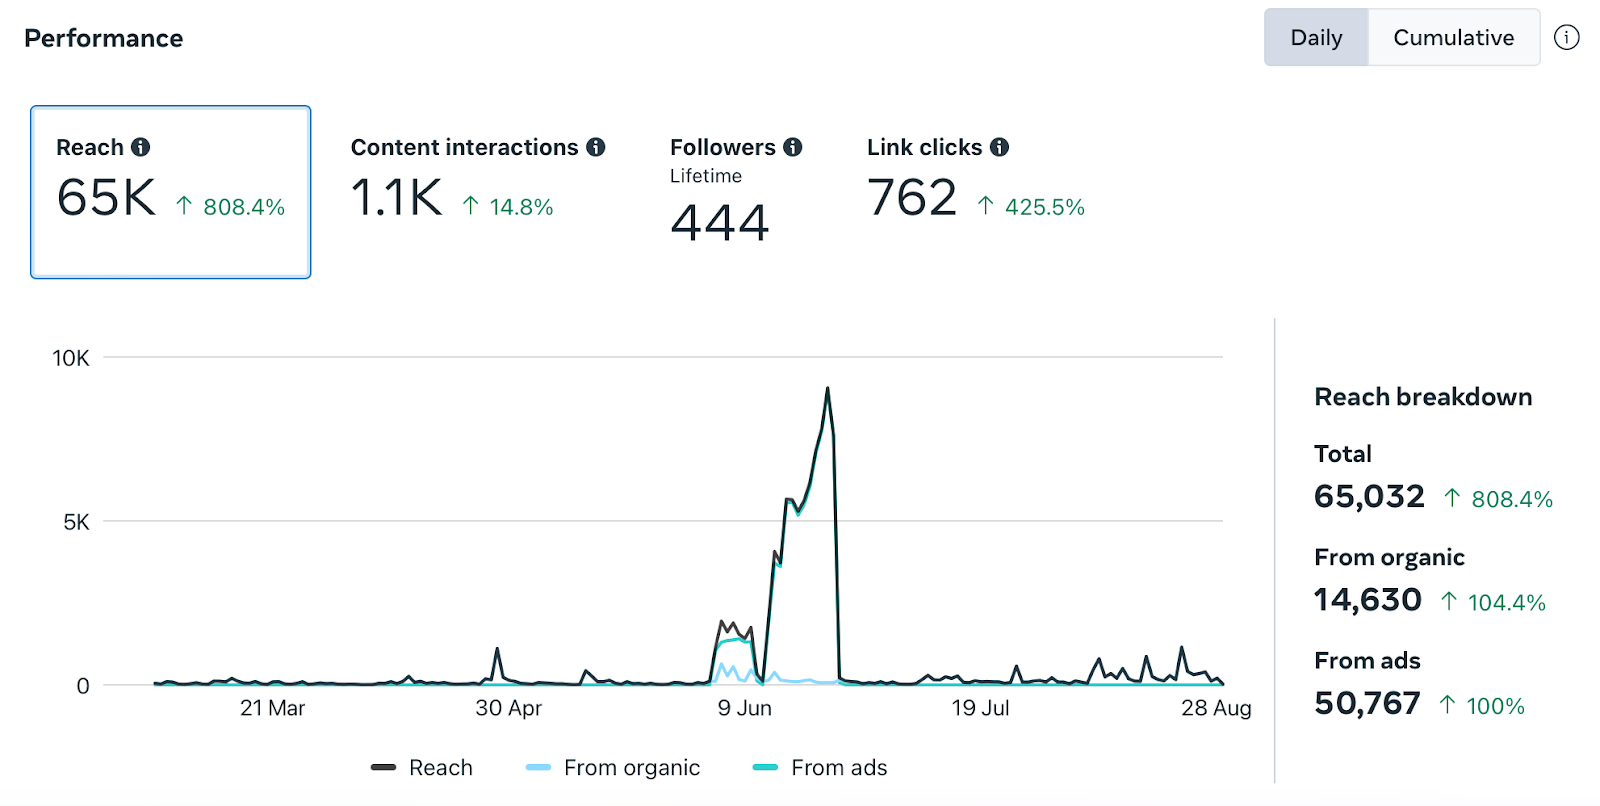 Performance
Daily
Cumulative
Reach
65K ↑ 808.4%
Content interactions
1.1K ↑ 14.8%
Followers
Lifetime
444
Link clicks
762 ↑ 425.5%
10K
5K
0
21 Mar
30 Apr
9 Jun
19 Jul
28 Aug
Reach
From organic
From ads
Reach breakdown
Total
65,032 ↑ 808.4%
From organic
14,630 ↑ 104.4%
From ads
50,767 ↑ 100%